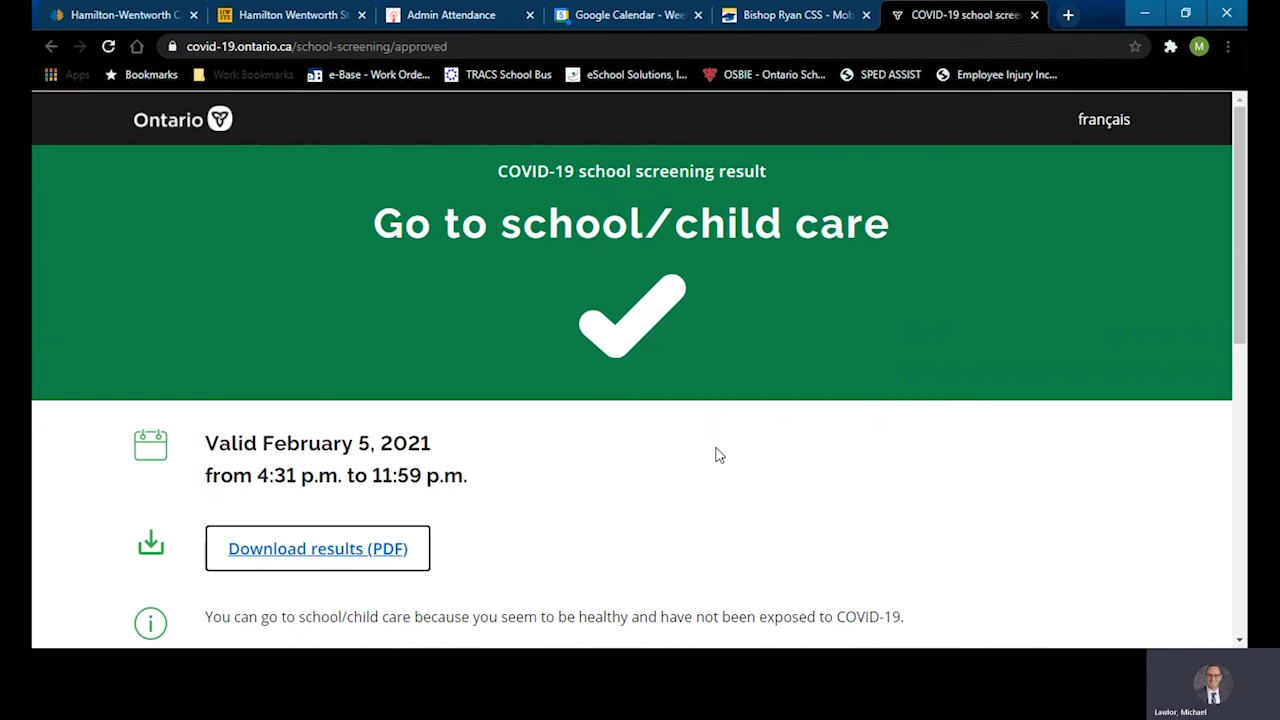 Hamilton-Wentworth C
Hamilton Wentworth St
Admin Attendance
Google Calendar - Wee
Bishop Ryan CSS - Mob
COVID-19 school scree
covid-19.ontario.ca/school-screening/approved
M
Apps
Bookmarks
Work Bookmarks
e-Base - Work Orde...
TRACS School Bus
eSchool Solutions, I...
OSBIE - Ontario Sch...
SPED ASSIST
Employee Injury Inc...
Ontario
français
COVID-19 school screening result
Go to school/child care
Valid February 5, 2021
from 4:31 p.m. to 11:59 p.m.
Download results (PDF)
You can go to school/child care because you seem to be healthy and have not been exposed to COVID-19.
Lawlor, Michael